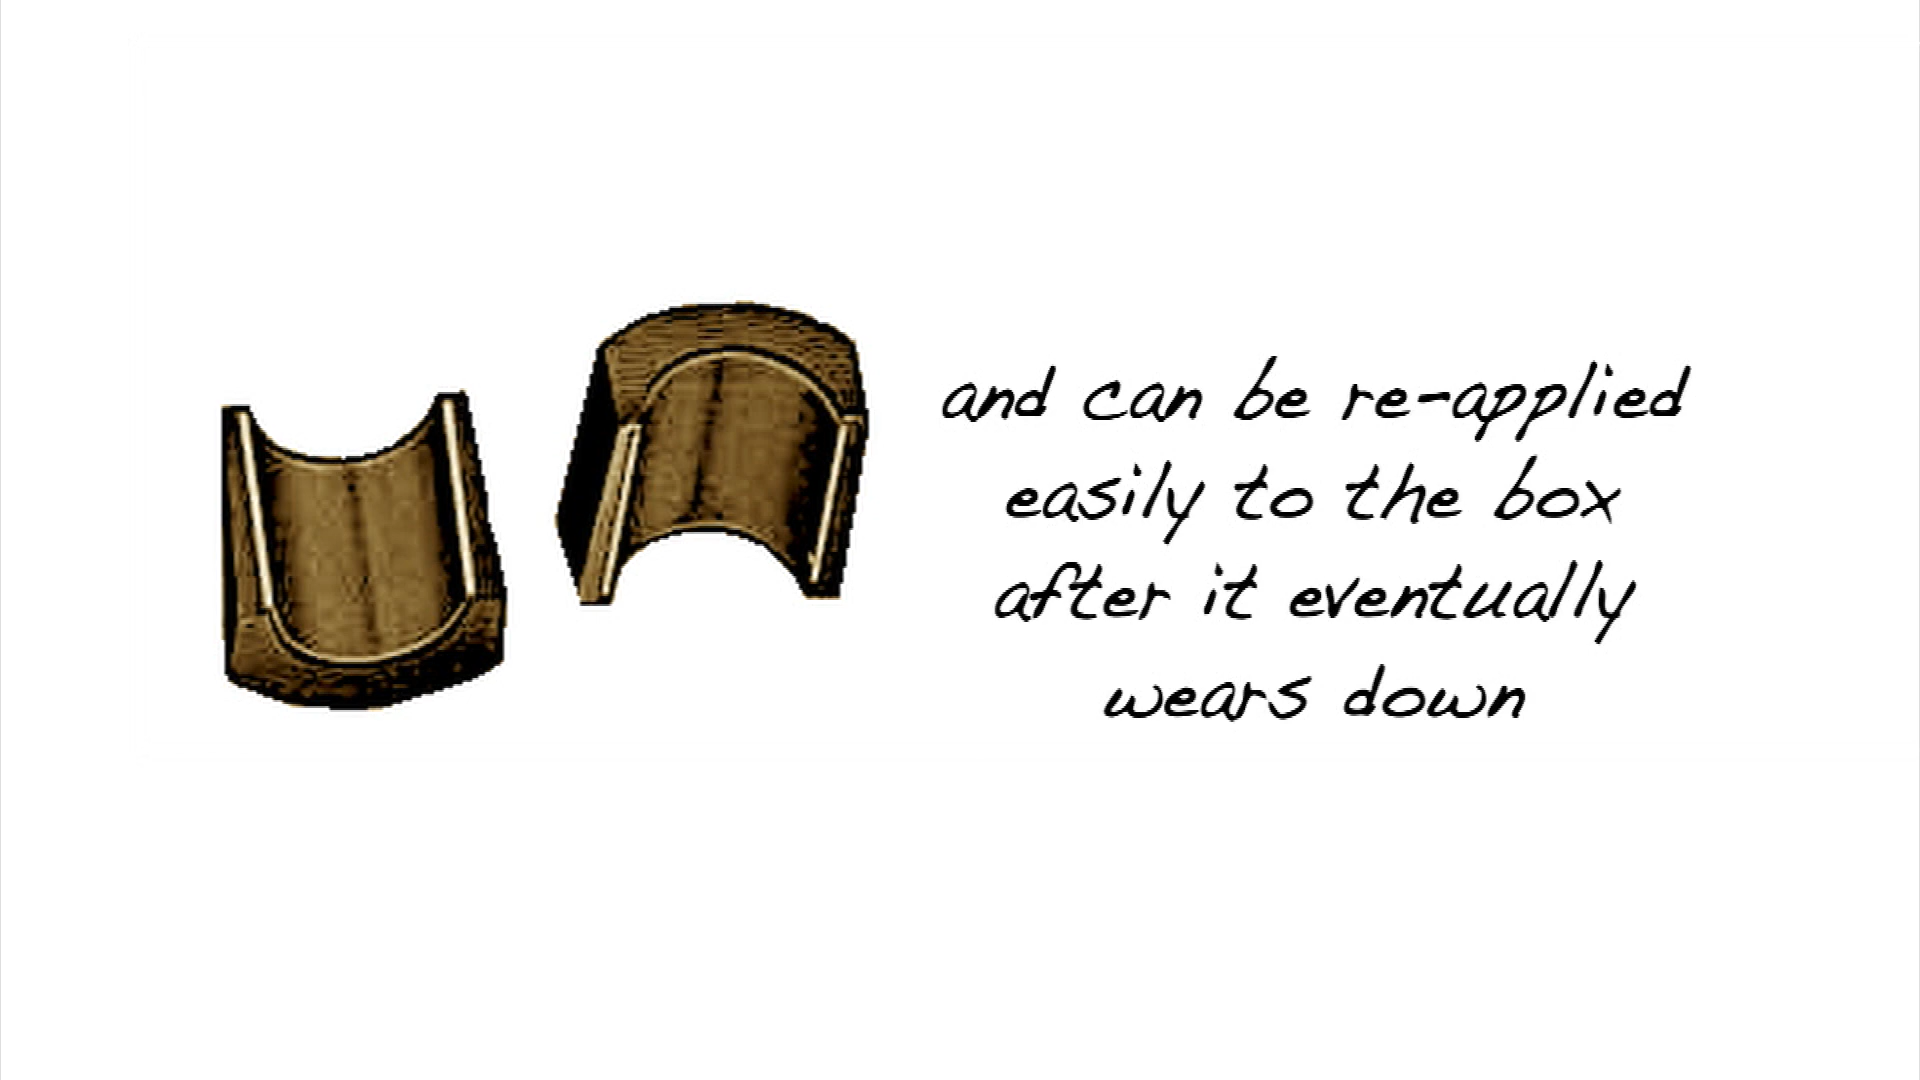 and can be re-applied
easily to the box
after it eventually
wears down